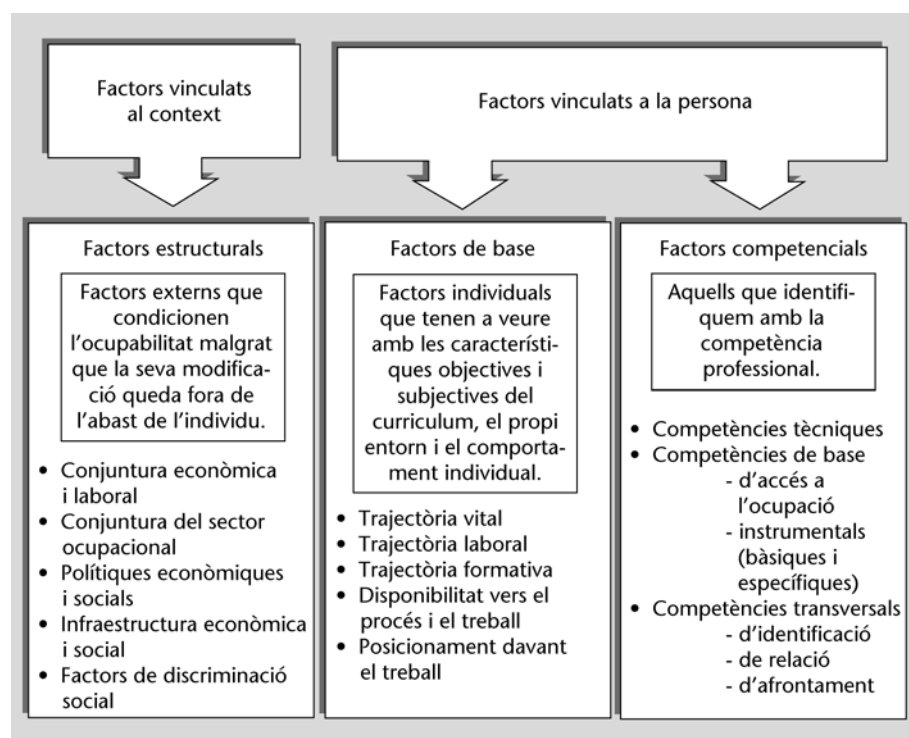 Factors vinculats
al context
Factors vinculats a la persona
Factors estructurals
Factors externs que
condicionen
l'ocupabilitat malgrat
que la seva modifica-
ció queda fora de
l'abast de l'individu.
• Conjuntura econòmica
i laboral
• Conjuntura del sector
ocupacional
• Polítiques econòmiques
i socials
• Infraestructura econòmica
i social
• Factors de discriminació
social
Factors de base
Factors individuals
que tenen a veure
amb les característi-
ques objectives i
subjectives del
curriculum, el propi
entorn i el comporta-
ment individual.
• Trajectòria vital
• Trajectòria laboral
• Trajectòria formativa
• Disponibilitat vers el
procés i el treball
• Posicionament davant
el treball
Factors competencials
Aquells que identifi-
quem amb la
competència
professional.
• Competències tècniques
• Competències de base
- d'accés a
l'ocupació
- instrumentals
(bàsiques i
específiques)
• Competències transversals
- d'identificació
- de relació
- d'afrontament